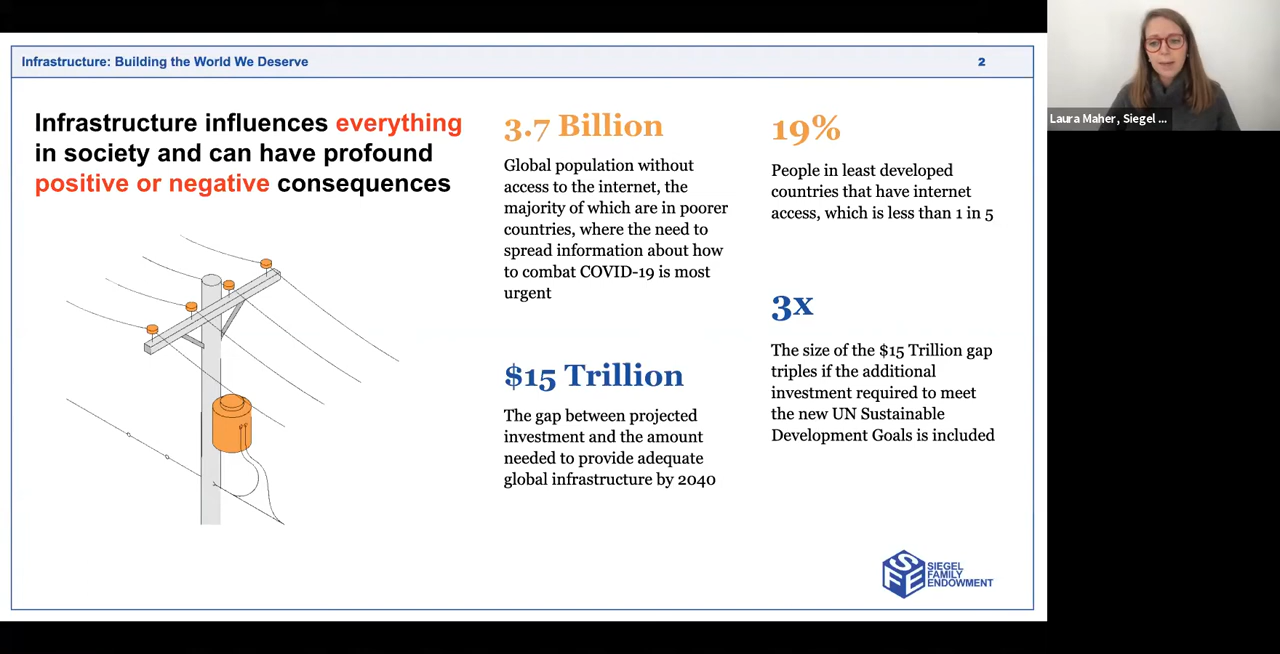 Infrastructure: Building the World We Deserve
2
Infrastructure influences everything
in society and can have profound
positive or negative consequences
3.7 Billion
Global population without
access to the internet, the
majority of which are in poorer
countries, where the need to
spread information about how
to combat COVID-19 is most
urgent
$15 Trillion
The gap between projected
investment and the amount
needed to provide adequate
global infrastructure by 2040
19%
People in least developed
countries that have internet
access, which is less than 1 in 5
3x
The size of the $15 Trillion gap
triples if the additional
investment required to meet
the new UN Sustainable
Development Goals is included
SFE
SIEGEL
FAMILY
ENDOWMENT
Laura Maher, Siegel ...